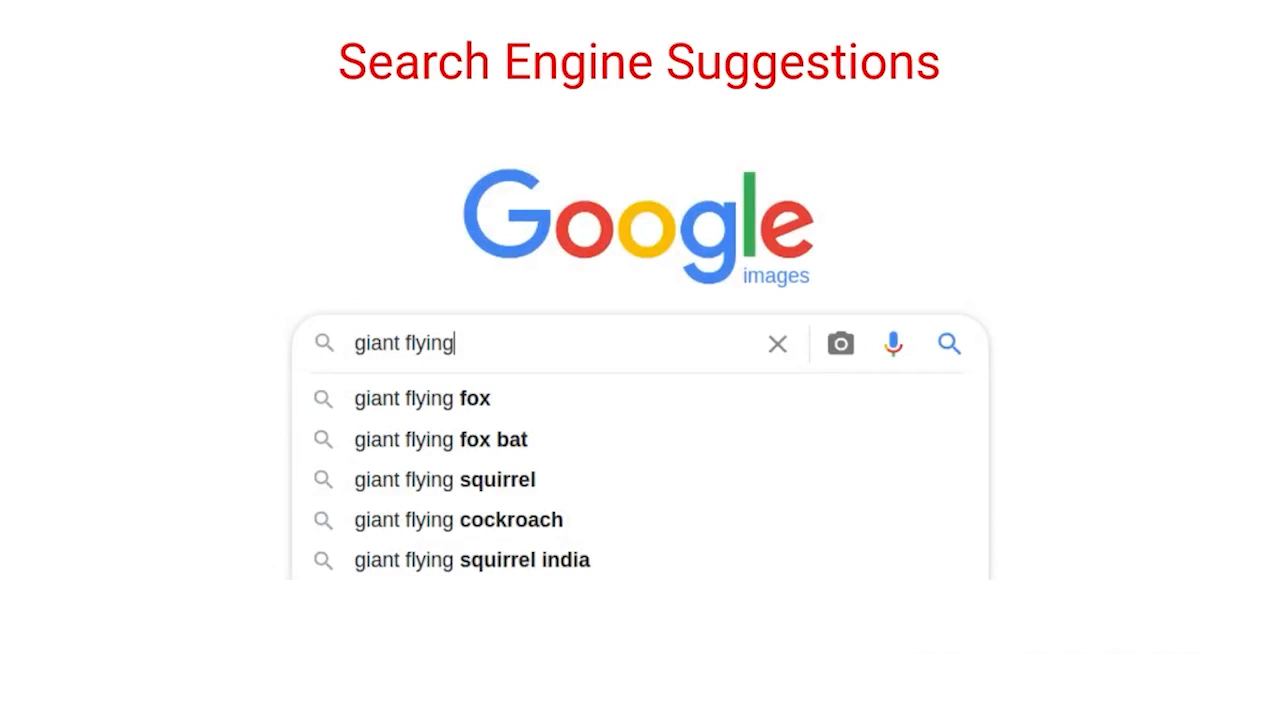 Search Engine Suggestions
Google
images
giant flying
giant flying fox
giant flying fox bat
giant flying squirrel
giant flying cockroach
giant flying squirrel india